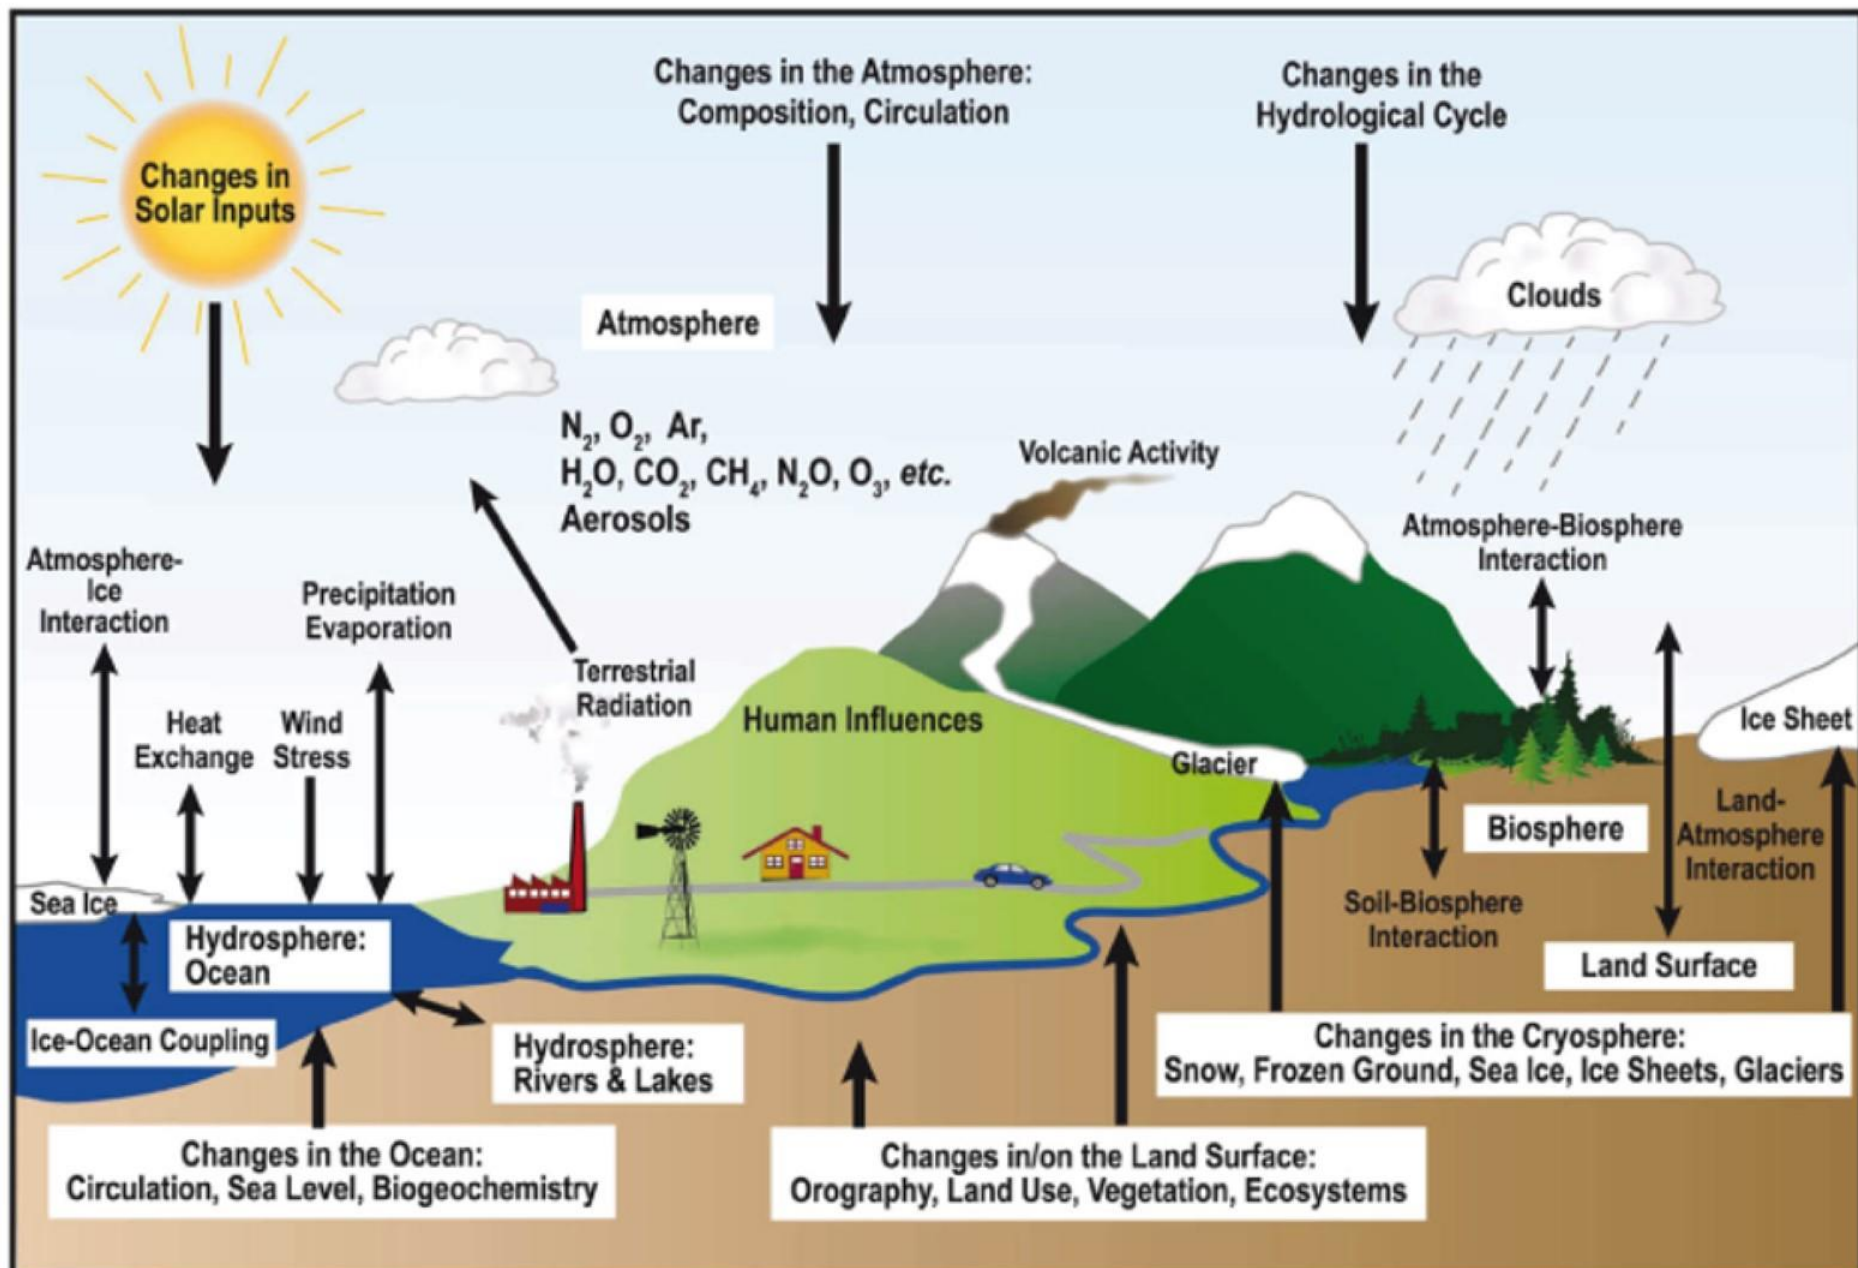 Changes in the Atmosphere:
Composition, Circulation
Changes in the
Hydrological Cycle
Changes in
Solar Inputs
Clouds
Atmosphere
N₂, O₂, Ar,
H₂O, CO₂, CH₄, N₂O, O₃, etc.
Aerosols
Volcanic Activity
Atmosphere-Biosphere
Interaction
Atmosphere-
Ice
Interaction
Precipitation
Evaporation
Terrestrial
Radiation
Heat
Exchange
Wind
Stress
Human Influences
Glacier
Ice Sheet
Land-
Atmosphere
Interaction
Biosphere
Soil-Biosphere
Interaction
Land Surface
Sea Ice
Hydrosphere:
Ocean
Ice-Ocean Coupling
Hydrosphere:
Rivers & Lakes
Changes in the Cryosphere:
Snow, Frozen Ground, Sea Ice, Ice Sheets, Glaciers
Changes in the Ocean:
Circulation, Sea Level, Biogeochemistry
Changes in/on the Land Surface:
Orography, Land Use, Vegetation, Ecosystems